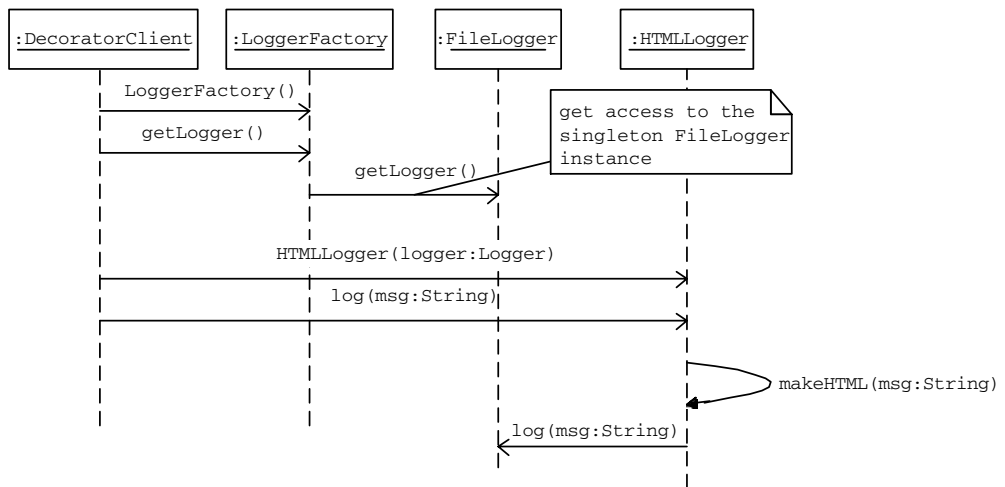 :DecoratorClient
:LoggerFactory
:FileLogger
:HTMLLogger
LoggerFactory()
getLogger()
get access to the
singleton FileLogger
instance
getLogger()
HTMLLogger(logger:Logger)
log(msg:String)
makeHTML(msg:String)
log(msg:String)